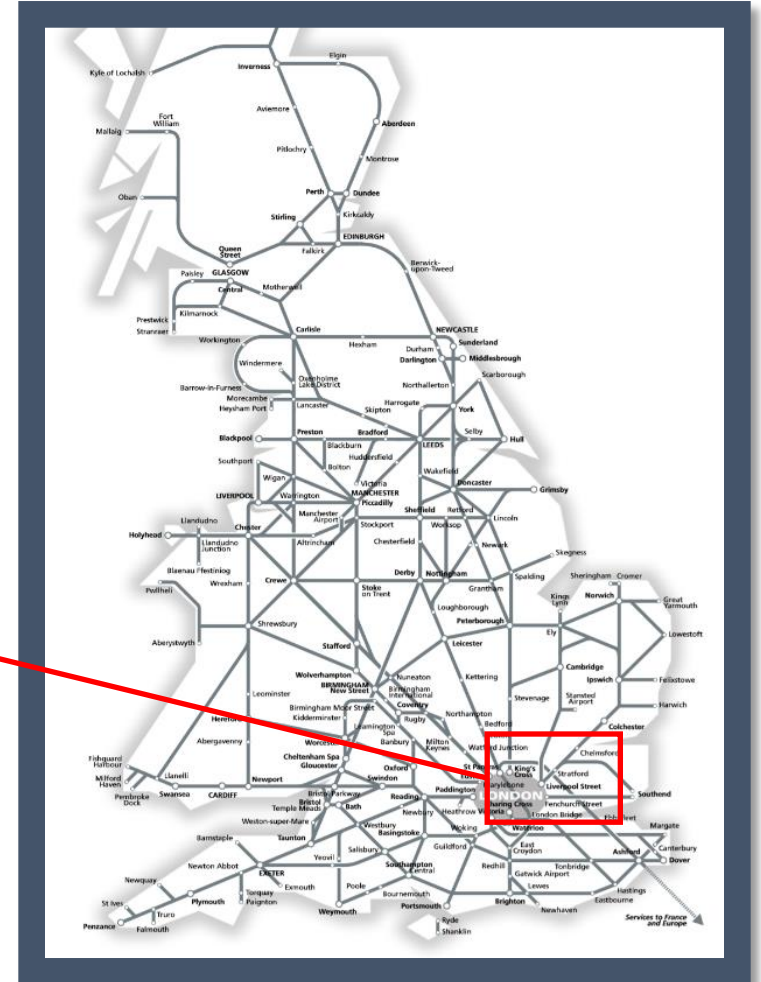 Elgin
Inverness
Kyle of Lochalsh
Aviemore
Fort
William
Aberdeen
Mallaig
Pitlochry
Montrose
Perth
Dundee
Oban
Stirling
Kirkcaldy
EDINBURGH
Queen
Street
Falkirk
Berwick-
upon-Tweed
Paisley
GLASGOW
Central
Motherwell
Prestwick
Kilmarnock
Stranraer
Carlisle
NEWCASTLE
Workington
Hexham
Sunderland
Durham
Darlington
Middlesbrough
Windermere
Scarborough
Oxenholme
Lake District
Barrow-in-Furness
Northallerton
Morecambe
Lancaster
Harrogate
Heysham Port
Skipton
York
Blackpool
Preston
Bradford
Selby
Hull
Blackburn
LEEDS
Huddersfield
Southport
Bolton
Wakefield
Wigan
Victoria
Doncaster
MANCHESTER
Grimsby
LIVERPOOL
Warrington
Piccadilly
Manchester
Airport
Sheffield
Retford
Lincoln
Llandudno
Chester
Stockport
Worksop
Holyhead
Llandudno
Junction
Altrincham
Chesterfield
Newark
Skegness
Blaenau Ffestiniog
Derby
Nottingham
Spalding
Sheringham
Cromer
Pwllheli
Wrexham
Crewe
Stoke
on Trent
Grantham
Kings
Lynn
Norwich
Great
Yarmouth
Loughborough
Peterborough
Shrewsbury
Ely
Lowestoft
Aberystwyth
Stafford
Leicester
Cambridge
Wolverhampton
Nuneaton
Kettering
Ipswich
Felixstowe
BIRMINGHAM
New Street
Birmingham
International
Leominster
Coventry
Stevenage
Stansted
Airport
Harwich
Birmingham Moor Street
Northampton
Hereford
Kidderminster
Rugby
Bedford
Colchester
Leamington
Spa
Abergavenny
Worcester
Banbury
Milton
Keynes
Watford Junction
Chelmsford
Fishguard
Harbour
Cheltenham Spa
Oxford
St Pancras
King's
Cross
Stratford
Gloucester
Swindon
Marylebone
Liverpool Street
Milford
Haven
Llanelli
Newport
Bristol Parkway
Paddington
LONDON
Southend
Pembroke
Dock
Swansea
CARDIFF
Bristol
Temple Meads
Bath
Reading
Charing Cross
Fenchurch Street
Newbury
Heathrow
Victoria
London Bridge
Weston-super-Mare
Westbury
Woking
Waterloo
Margate
Barnstaple
Taunton
Basingstoke
Guildford
East
Croydon
Canterbury
Salisbury
Redhill
Tonbridge
Ashford
Dover
Newton Abbot
Yeovil
Southampton
Central
Gatwick Airport
EXETER
Newquay
Exmouth
Poole
Lewes
Hastings
St Ives
Plymouth
Torquay
Bournemouth
Eastbourne
Paignton
Portsmouth
Brighton
Newhaven
Truro
Weymouth
Penzance
Falmouth
Ryde
Services to France
and Europe
Shanklin